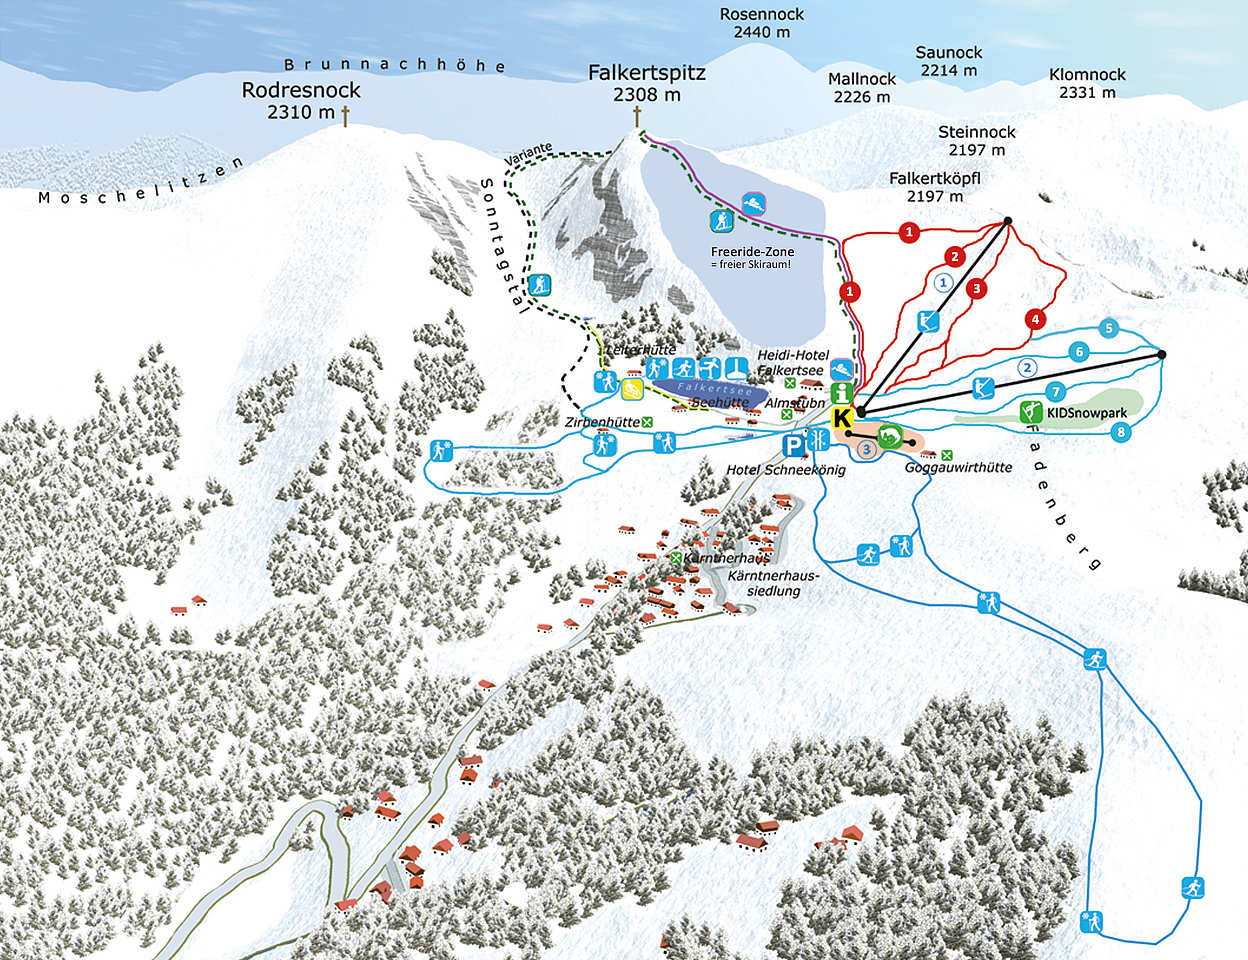 Rosennock
2440 m
Saunock
2214 m
Brunnachhöhe
Falkertspitz
2308 m
Mallnock
2226 m
Klomnock
2331 m
Rodresnock
2310 m
Steinnock
2197 m
Variante
Moschelitzen
Falkertköpfl
2197 m
Sonntagstal
1
2
Freeride-Zone
= freier Skiraum!
1
1
3
4
5
6
2
7
8
Leiterhütte
Heidi-Hotel
Falkertsee
Falkertsee
Seehütte
Almstubn
KIDSnowpark
Zirbenhütte
K
P
3
Hotel Schneekönig
Goggauwirthütte
Fadenberg
Kärntnerhaus
Kärntnerhaus-
siedlung